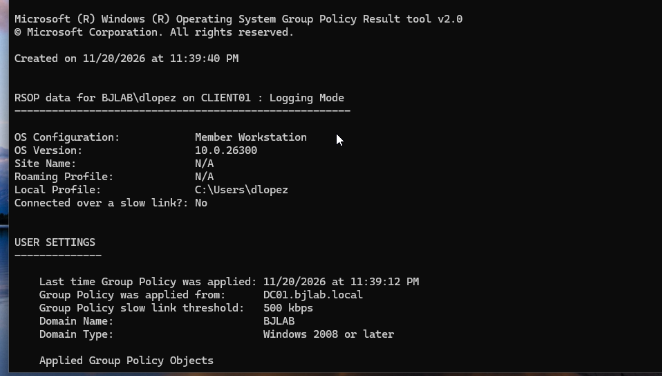 Microsoft (R) Windows (R) Operating System Group Policy Result tool v2.0
© Microsoft Corporation. All rights reserved.
Created on 11/20/2026 at 11:39:40 PM
RSOP data for BJLAB\dlopez on CLIENT01 : Logging Mode
------------------------------------------------------
OS Configuration: Member Workstation
OS Version: 10.0.26300
Site Name: N/A
Roaming Profile: N/A
Local Profile: C:\Users\dlopez
Connected over a slow link?: No
USER SETTINGS
--------------
Last time Group Policy was applied: 11/20/2026 at 11:39:12 PM
Group Policy was applied from: DC01.bjlab.local
Group Policy slow link threshold: 500 kbps
Domain Name: BJLAB
Domain Type: Windows 2008 or later
Applied Group Policy Objects